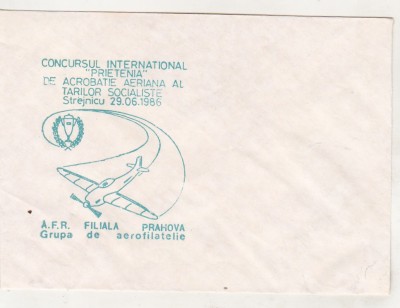 CONCURSUL INTERNATIONAL
"PRIETENIA"
DE ACROBATIE AERIANA AL
TARILOR SOCIALISTE
Strejnicu 29.06.1986
A.F.R. FILIALA PRAHOVA
Grupa de aerofilatelie